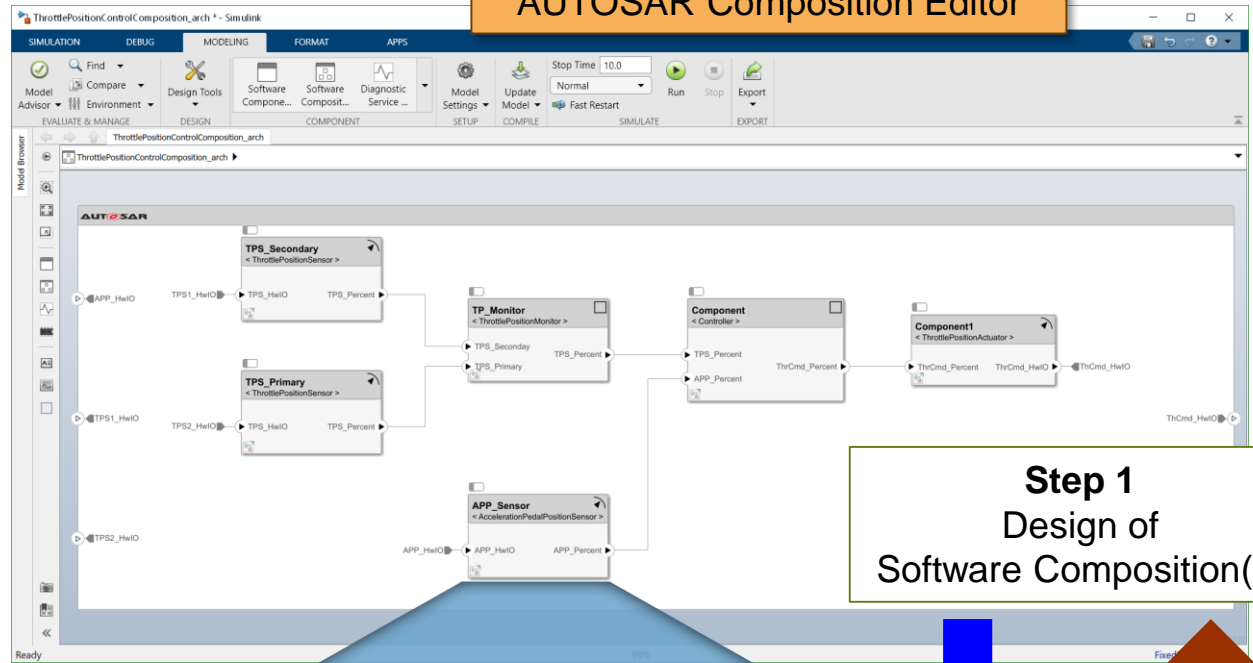 AUTOSAR Composition Editor
ThrottlePositionControlComposition_arch * - Simulink
SIMULATION DEBUG MODELING FORMAT APPS
Model Advisor
Find
Compare
Environment
Design Tools
Software Compone...
Software Composit...
Diagnostic Service ...
Model Settings
Update Model
Stop Time 10.0
Normal
Fast Restart
Run
Stop
Export
EVALUATE & MANAGE DESIGN COMPONENT SETUP COMPILE SIMULATE EXPORT
Model Browser
ThrottlePositionControlComposition_arch
ThrottlePositionControlComposition_arch
AUTOSAR
TPS_Secondary
< ThrottlePositionSensor >
APP_HwIO
TPS1_HwIO
TPS_HwIO TPS_Percent
TP_Monitor
< ThrottlePositionMonitor >
TPS_Seconday
TPS_Percent
TPS_Primary
Component
< Controller >
TPS_Percent
ThrCmd_Percent
APP_Percent
Component1
< ThrottlePositionActuator >
ThrCmd_Percent ThrCmd_HwIO
ThCmd_HwIO
TPS_Primary
< ThrottlePositionSensor >
TPS1_HwIO
TPS2_HwIO
TPS_HwIO TPS_Percent
ThCmd_HwIO
APP_Sensor
< AccelerationPedalPositionSensor >
TPS2_HwIO
APP_HwIO
APP_HwIO APP_Percent
Step 1
Design of
Software Composition(
Ready
99%
Fixed